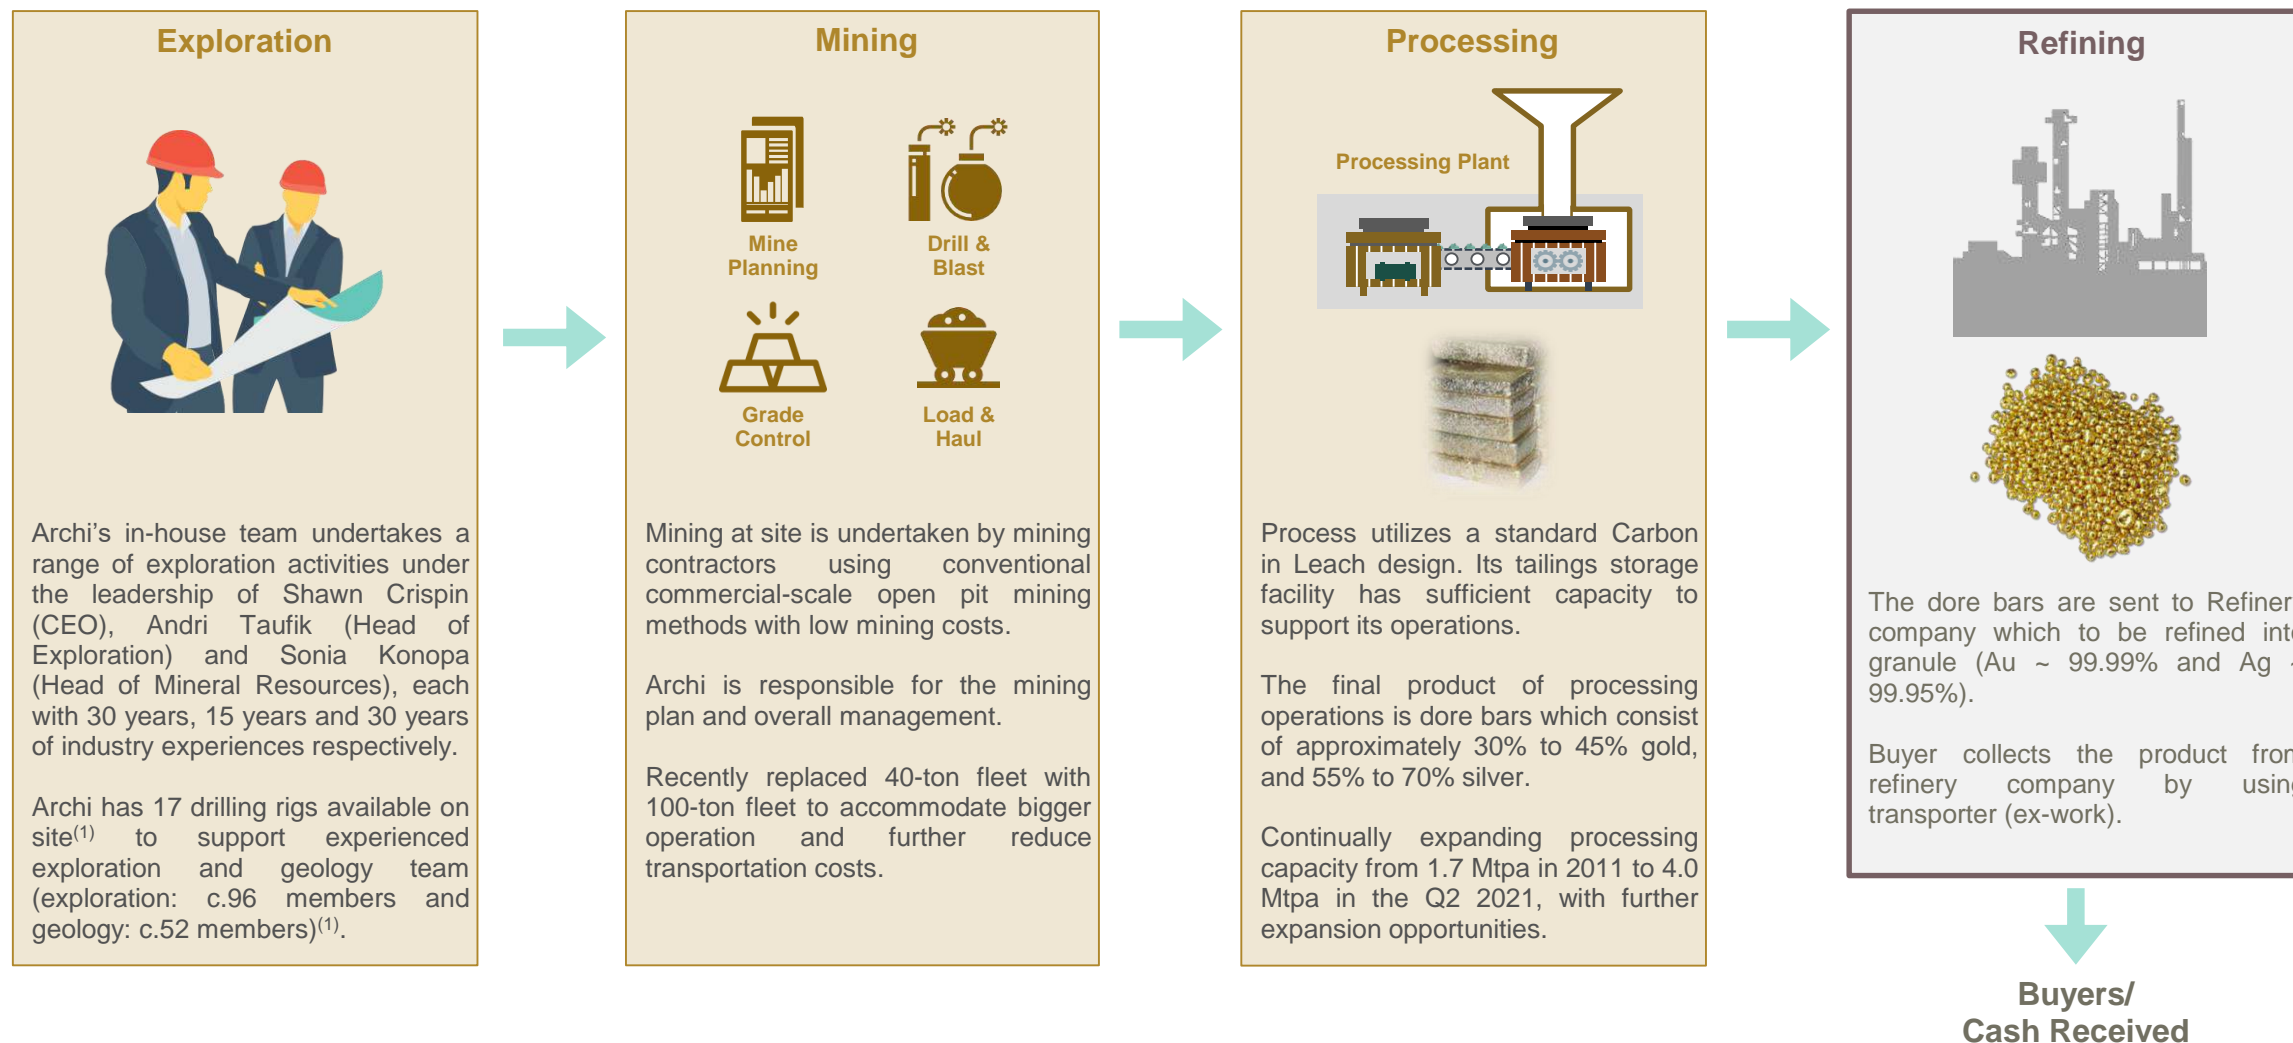 Exploration
Archi’s in-house team undertakes a
range of exploration activities under
the leadership of Shawn Crispin
(CEO), Andri Taufik (Head of
Exploration) and Sonia Konopa
(Head of Mineral Resources), each
with 30 years, 15 years and 30 years
of industry experiences respectively.
Archi has 17 drilling rigs available on
site(1) to support experienced
exploration and geology team
(exploration: c.96 members and
geology: c.52 members)(1).
Mining
Mine
Planning
Drill &
Blast
Grade
Control
Load &
Haul
Mining at site is undertaken by mining
contractors using conventional
commercial-scale open pit mining
methods with low mining costs.
Archi is responsible for the mining
plan and overall management.
Recently replaced 40-ton fleet with
100-ton fleet to accommodate bigger
operation and further reduce
transportation costs.
Processing
Processing Plant
Process utilizes a standard Carbon
in Leach design. Its tailings storage
facility has sufficient capacity to
support its operations.
The final product of processing
operations is dore bars which consist
of approximately 30% to 45% gold,
and 55% to 70% silver.
Continually expanding processing
capacity from 1.7 Mtpa in 2011 to 4.0
Mtpa in the Q2 2021, with further
expansion opportunities.
Refining
The dore bars are sent to Refiner
company which to be refined
granule (Au ~ 99.99% and Ag ~
99.95%).
Buyer collects the product
refinery company by
transporter (ex-work).
Buyers/
Cash Received